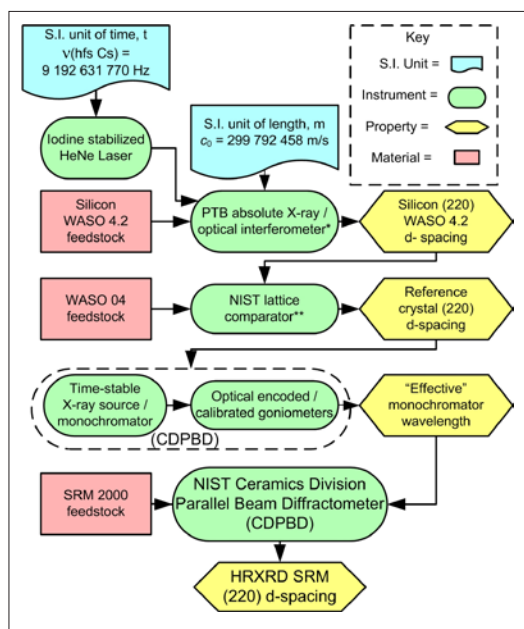 S.I. unit of time, t
ν(hfs Cs) =
9 192 631 770 Hz
Key
S.I. Unit =
Instrument =
Property =
Material =
Iodine stabilized
HeNe Laser
S.I. unit of length, m
c₀ = 299 792 458 m/s
Silicon
WASO 4.2
feedstock
PTB absolute X-ray /
optical interferometer*
Silicon (220)
WASO 4.2
d- spacing
WASO 04
feedstock
NIST lattice
comparator**
Reference
crystal (220)
d-spacing
Time-stable
X-ray source /
monochromator
Optical encoded /
calibrated goniometers
(CDPBD)
"Effective"
monochromator
wavelength
SRM 2000
feedstock
NIST Ceramics Division
Parallel Beam Diffractometer
(CDPBD)
HRXRD SRM
(220) d-spacing